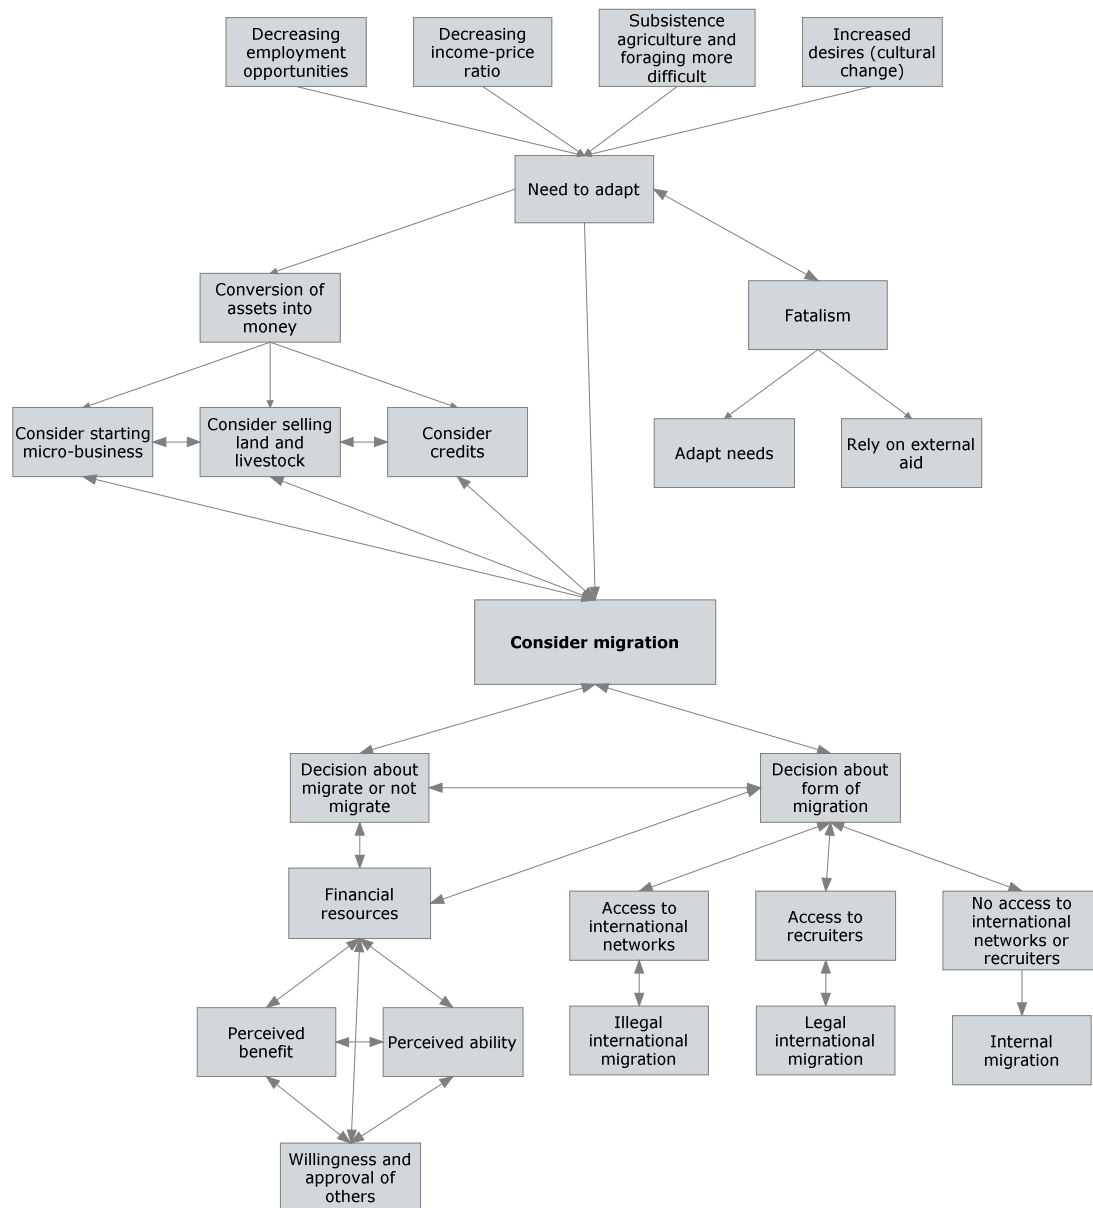 Decreasing
employment
opportunities
Decreasing
income-price
ratio
Subsistence
agriculture and
foraging more
difficult
Increased
desires (cultural
change)
Need to adapt
Conversion of
assets into
money
Fatalism
Consider starting
micro-business
Consider selling
land and
livestock
Consider
credits
Adapt needs
Rely on external
aid
Consider migration
Decision about
migrate or not
migrate
Decision about
form of
migration
Financial
resources
Access to
international
networks
Access to
recruiters
No access to
international
networks or
recruiters
Perceived
benefit
Perceived ability
Illegal
international
migration
Legal
international
migration
Internal
migration
Willingness and
approval of
others